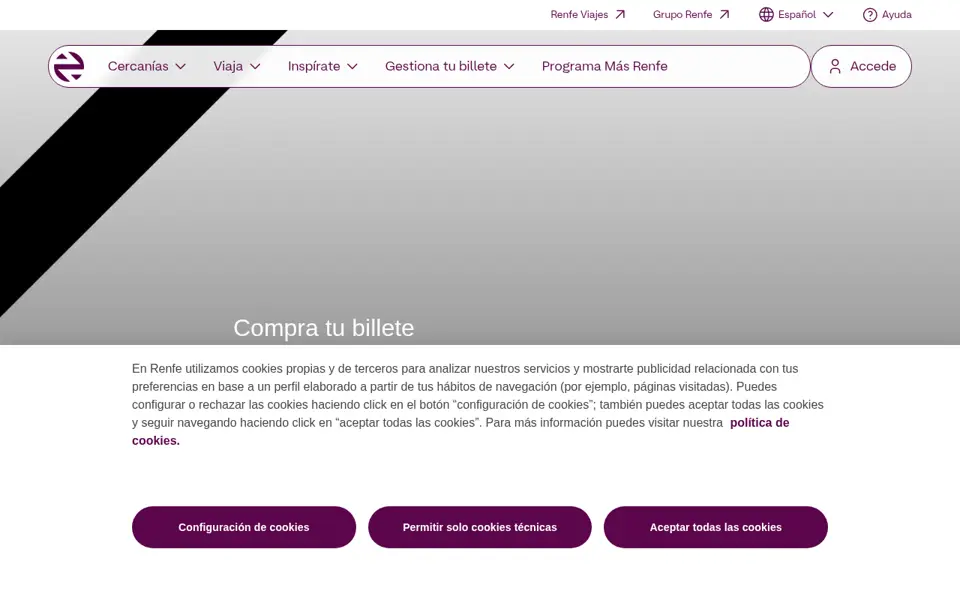 Renfe Viajes
Grupo Renfe
Español
Ayuda
Cercanías
Viaja
Inspírate
Gestiona tu billete
Programa Más Renfe
Accede
Compra tu billete
En Renfe utilizamos cookies propias y de terceros para analizar nuestros servicios y mostrarte publicidad relacionada con tus
preferencias en base a un perfil elaborado a partir de tus hábitos de navegación (por ejemplo, páginas visitadas). Puedes
configurar o rechazar las cookies haciendo click en el botón “configuración de cookies”; también puedes aceptar todas las cookies
y seguir navegando haciendo click en “aceptar todas las cookies”. Para más información puedes visitar nuestra política de
cookies.
Configuración de cookies
Permitir solo cookies técnicas
Aceptar todas las cookies